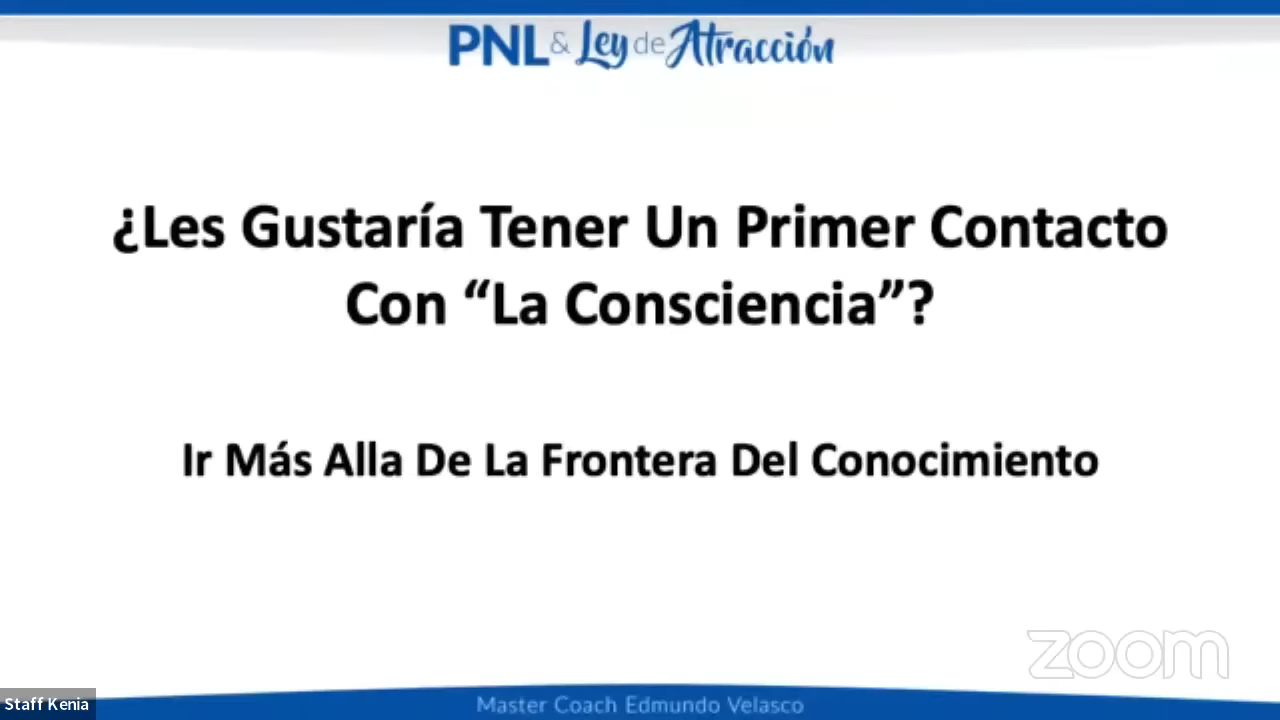 PNL & Ley de Atracción
¿Les Gustaría Tener Un Primer Contacto
Con “La Consciencia”?
Ir Más Alla De La Frontera Del Conocimiento
zoom
Staff Kenia
Master Coach Edmundo Velasco